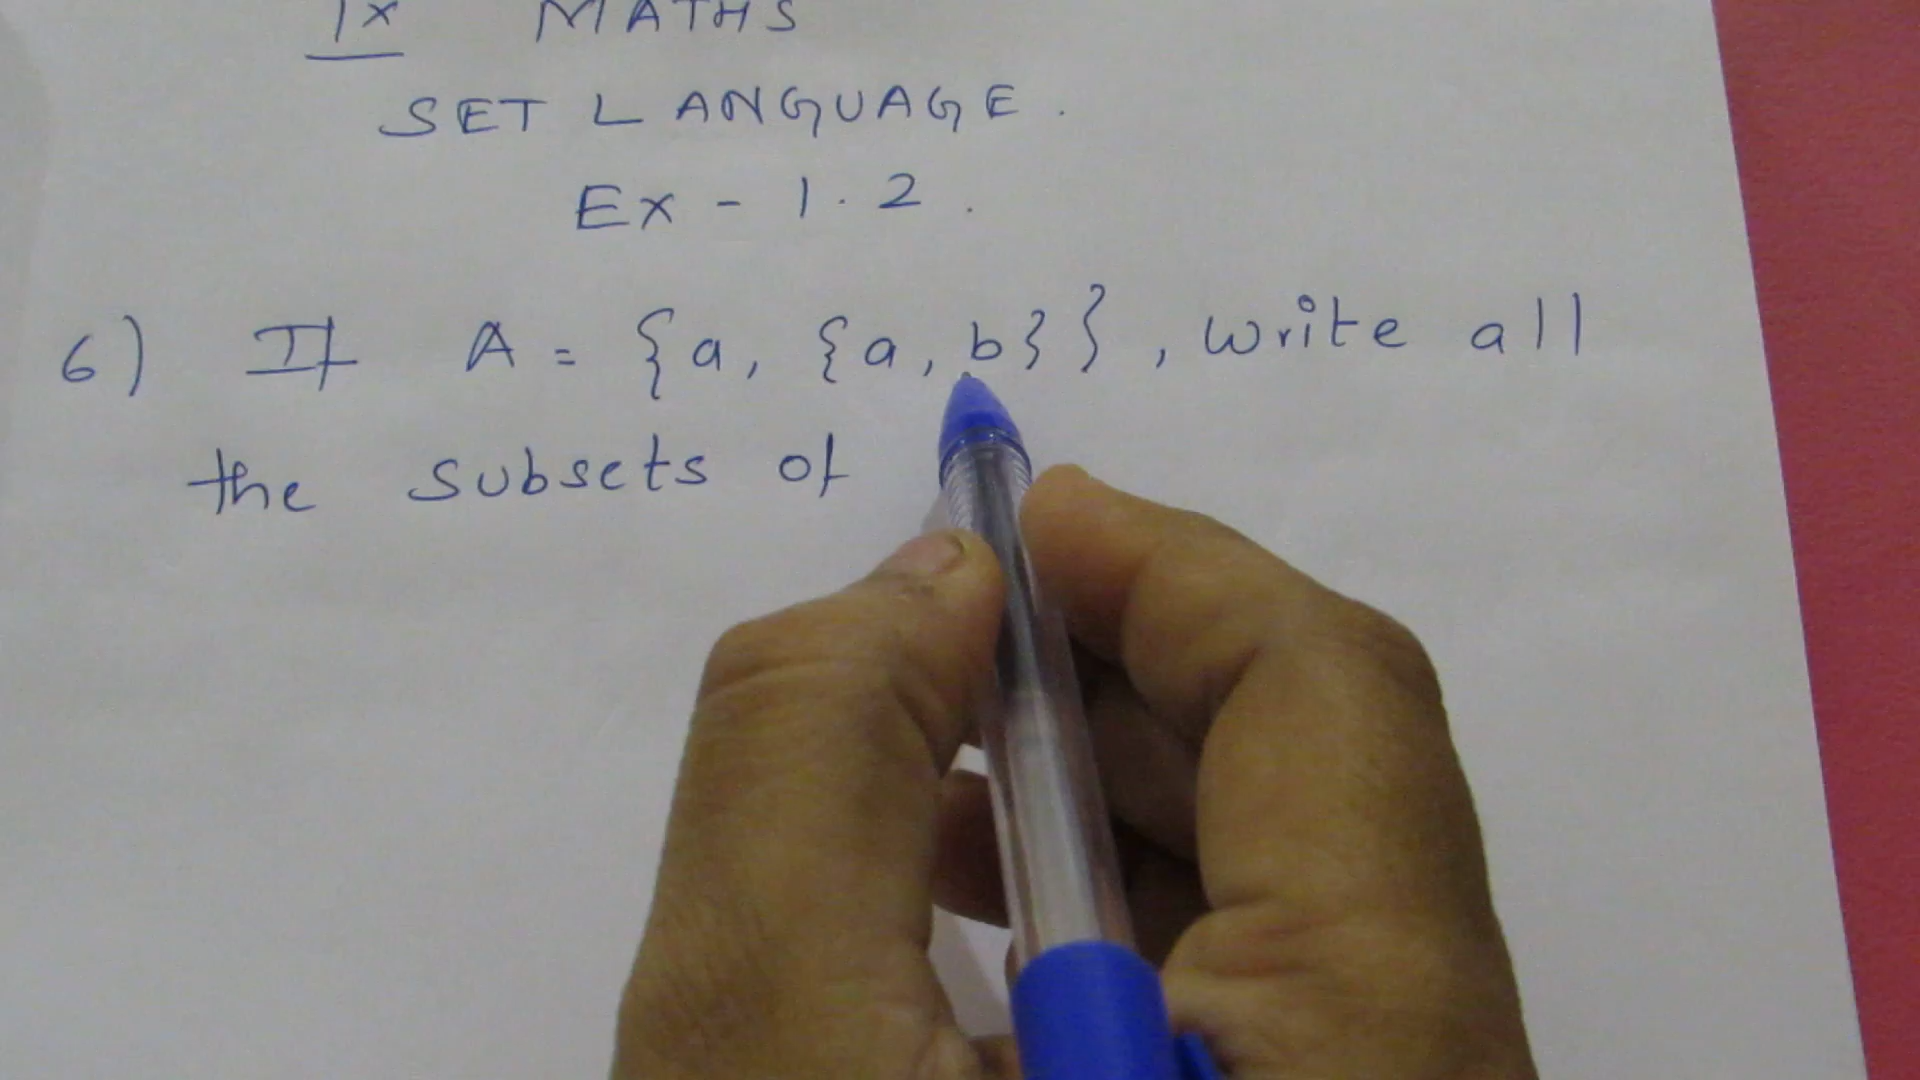 IX MATHS
SET LANGUAGE.
Ex - 1.2.
6) If A = {a, {a, b}}, write all
the subsets of